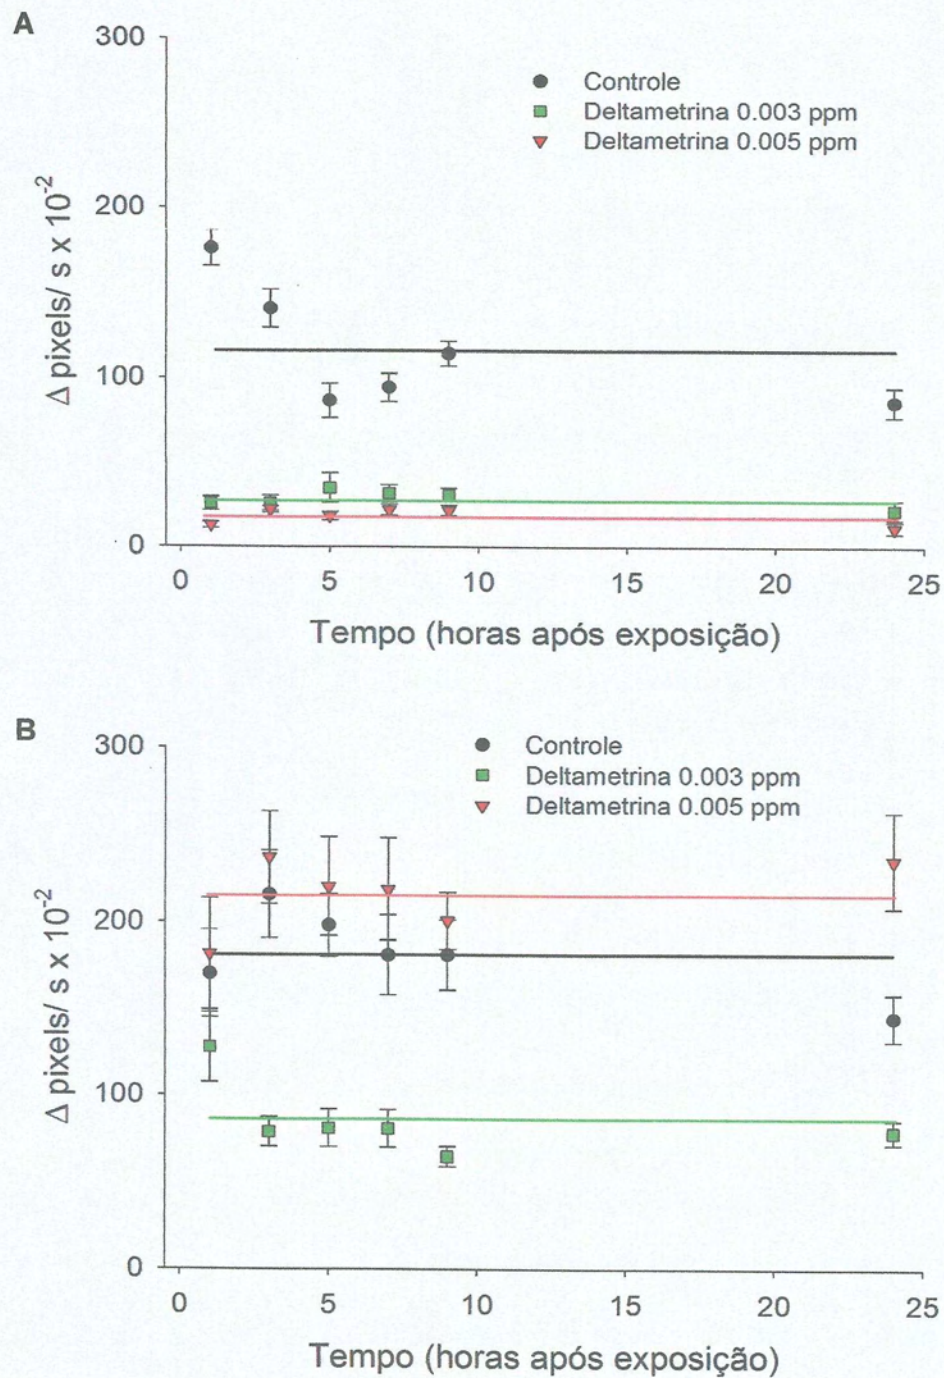 A
300
Controle
Deltametrina 0.003 ppm
Deltametrina 0.005 ppm
200
100
0
Δ pixels/ s x 10-2
0 5 10 15 20 25
Tempo (horas após exposição)
B
300
Controle
Deltametrina 0.003 ppm
Deltametrina 0.005 ppm
200
100
0
Δ pixels/ s x 10-2
0 5 10 15 20 25
Tempo (horas após exposição)